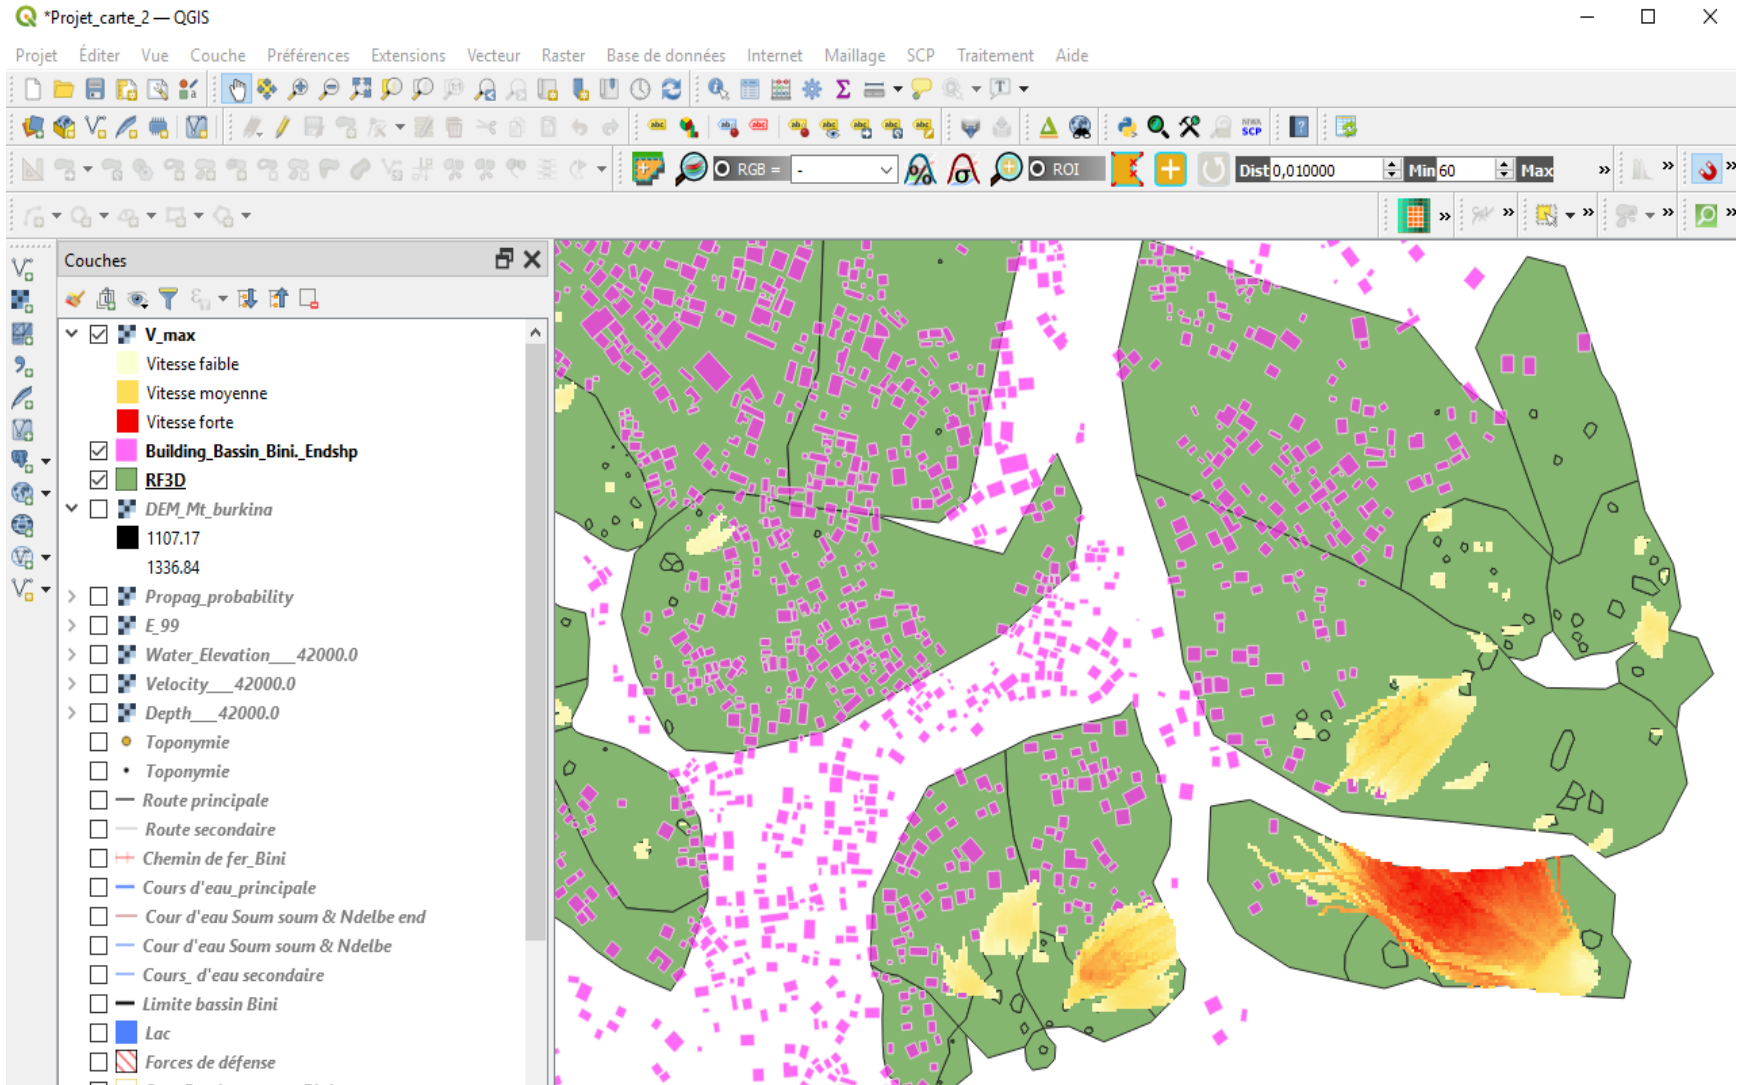 *Projet_carte_2 — QGIS
Projet Éditer Vue Couche Préférences Extensions Vecteur Raster Base de données Internet Maillage SCP Traitement Aide
RGB = - ROI Dist 0,010000 Min 60 Max
Couches
V_max
Vitesse faible
Vitesse moyenne
Vitesse forte
Building_Bassin_Bini._Endshp
RF3D
DEM_Mt_burkina
1107.17
1336.84
Propag_probability
E_99
Water_Elevation___42000.0
Velocity___42000.0
Depth___42000.0
Toponymie
Toponymie
Route principale
Route secondaire
Chemin de fer_Bini
Cours d'eau_principale
Cour d'eau Soum soum & Ndelbe end
Cour d'eau Soum soum & Ndelbe
Cours_ d'eau secondaire
Limite bassin Bini
Lac
Forces de défense